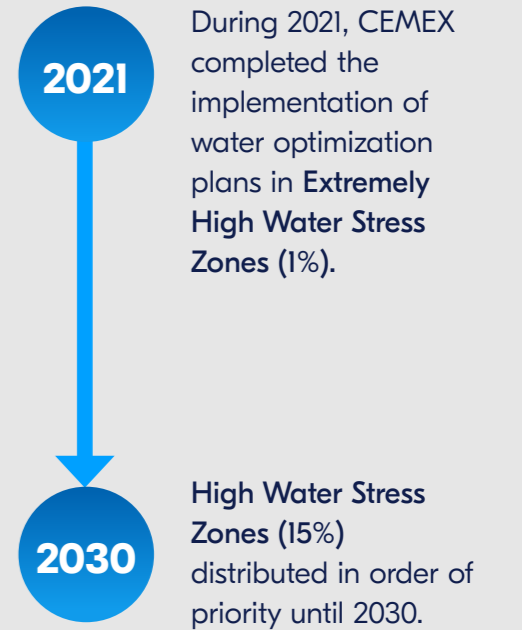 2021
During 2021, CEMEX
completed the
implementation of
water optimization
plans in Extremely
High Water Stress
Zones (1%).
2030
High Water Stress
Zones (15%)
distributed in order of
priority until 2030.